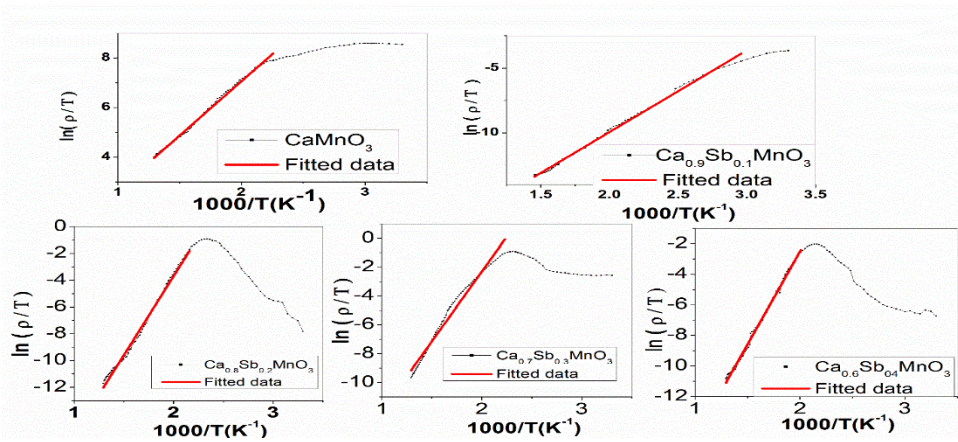 8
6
4
ln(ρ/T)
CaMnO₃
Fitted data
1 2 3
1000/T(K⁻¹)
-5
-10
ln(ρ/T)
Ca₀.₉Sb₀.₁MnO₃
Fitted data
1.5 2.0 2.5 3.0 3.5
1000/T(K⁻¹)
0
-2
-4
-6
-8
-10
-12
ln(ρ/T)
Ca₀.₈Sb₀.₂MnO₃
Fitted data
1 2 3
1000/T(K⁻¹)
0
-2
-4
-6
-8
-10
ln(ρ/T)
Ca₀.₇Sb₀.₃MnO₃
Fitted data
2 3
1000/T(K⁻¹)
-2
-4
-6
-8
-10
-12
ln(ρ/T)
Ca₀.₆Sb₀₄MnO₃
Fitted data
1 2 3
1000/T(K⁻¹)